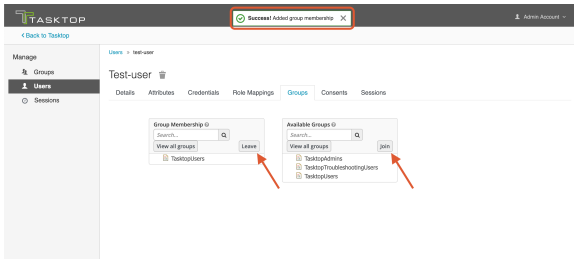 TASKTOP
Success! Added group membership
Admin Account
Back to Tasktop
Manage
Groups
Users
Sessions
Users > test-user
Test-user
Details Attributes Credentials Role Mappings Groups Consents Sessions
Group Membership
Search...
View all groups Leave
TasktopUsers
Available Groups
Search...
View all groups Join
TasktopAdmins
TasktopTroubleshootingUsers
TasktopUsers